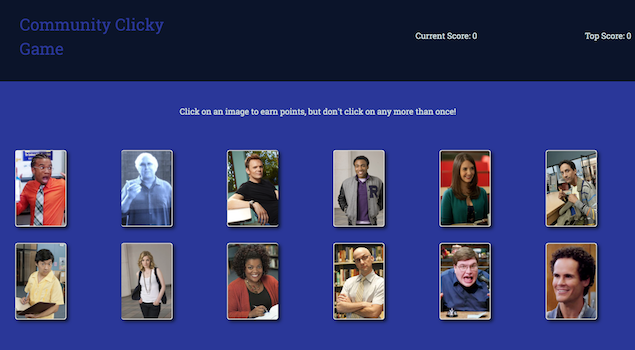 Community Clicky
Game
Current Score: 0
Top Score: 0
Click on an image to earn points, but don't click on any more than once!
R